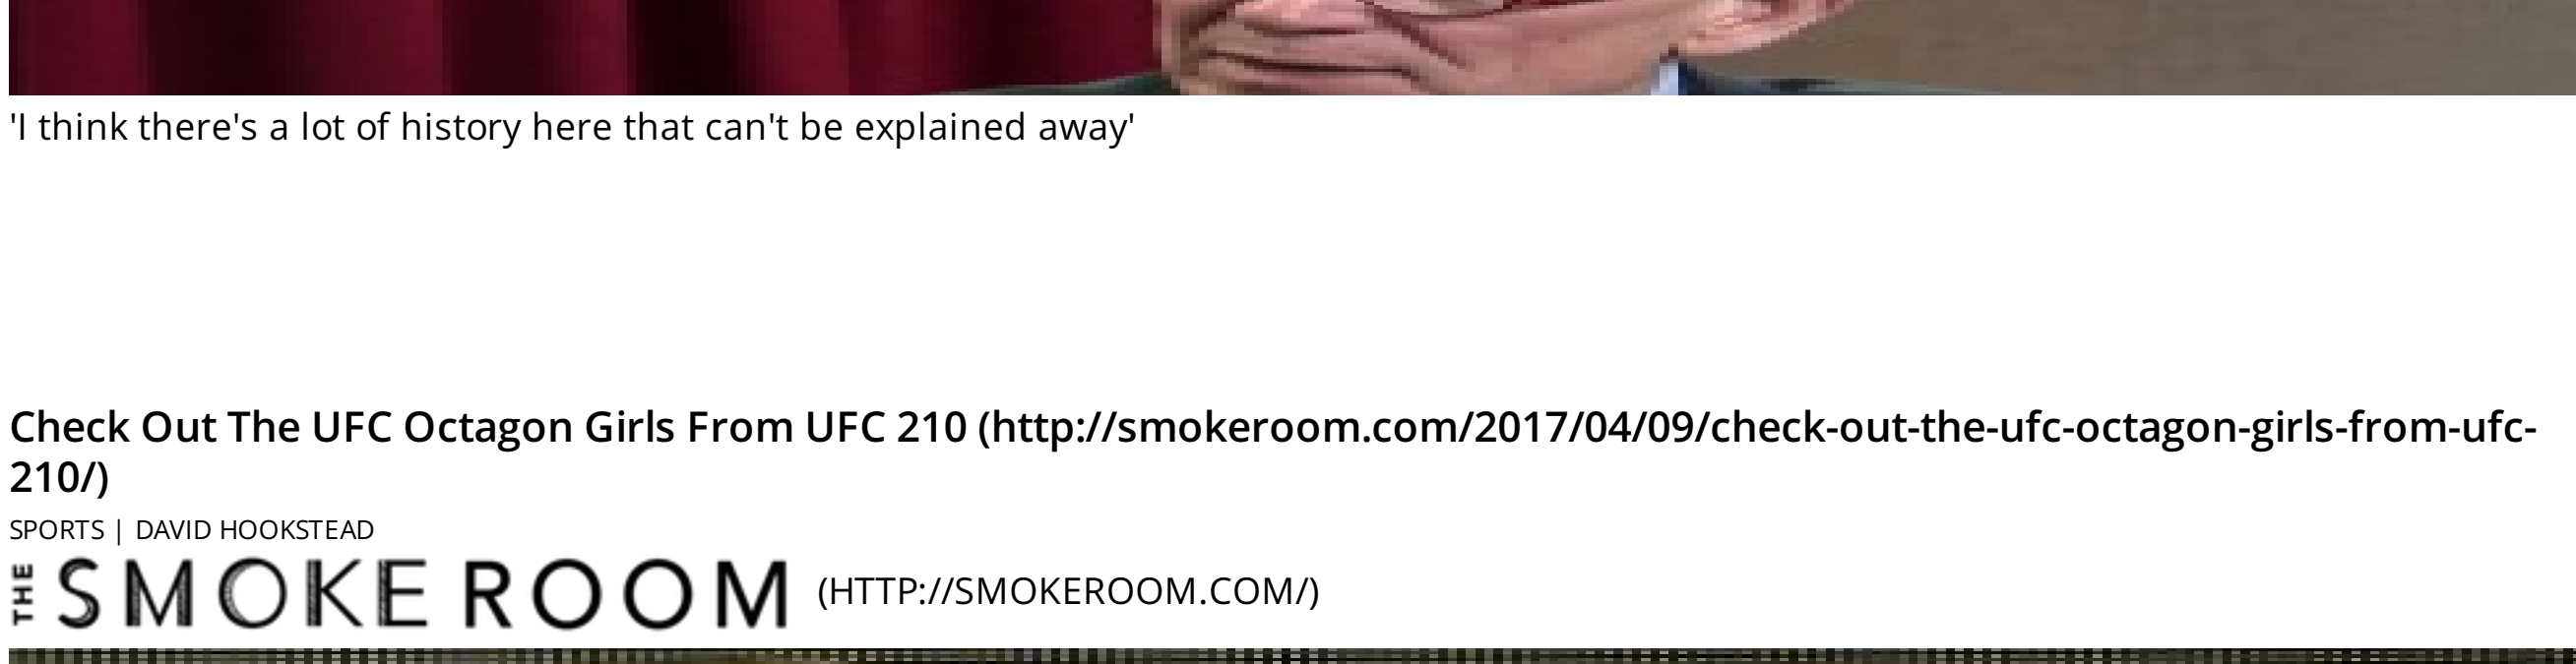 'I think there's a lot of history here that can't be explained away'
Check Out The UFC Octagon Girls From UFC 210 (http://smokeroom.com/2017/04/09/check-out-the-ufc-octagon-girls-from-ufc-
210/)
SPORTS | DAVID HOOKSTEAD
THE SMOKE ROOM (HTTP://SMOKEROOM.COM/)